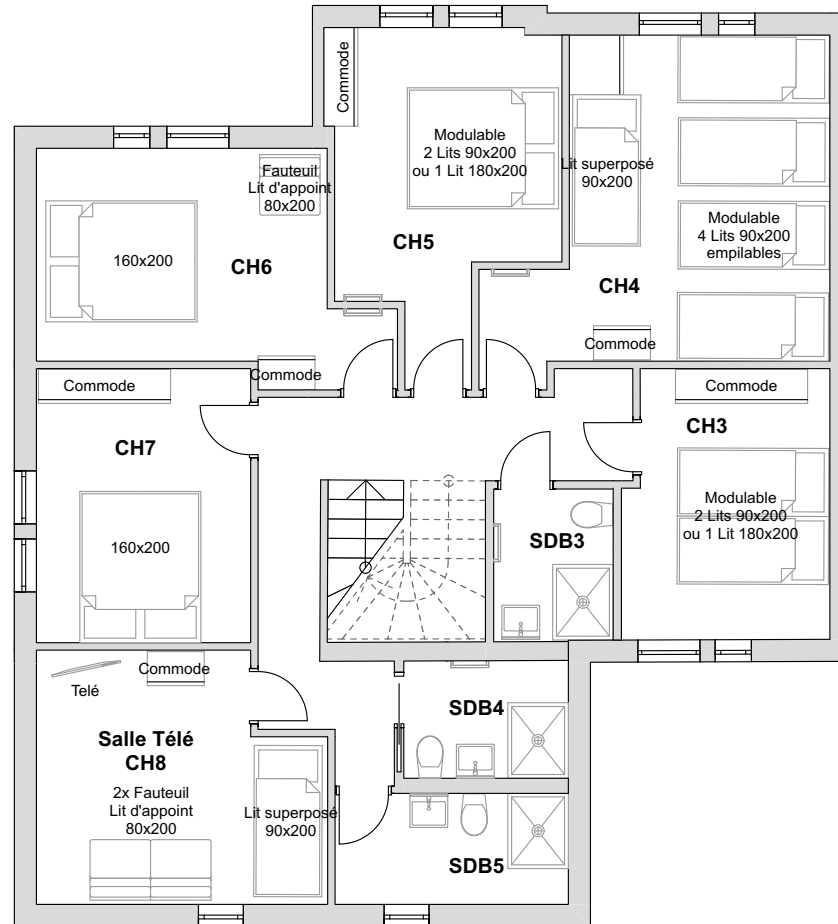 Commode
Modulable
2 Lits 90x200
ou 1 Lit 180x200
CH5
Lit superposé
90x200
Modulable
4 Lits 90x200
empilables
CH4
Commode
Fauteuil
Lit d'appoint
80x200
160x200
CH6
Commode
Commode
CH7
160x200
Commode
CH3
Modulable
2 Lits 90x200
ou 1 Lit 180x200
SDB3
Commode
Telé
Salle Télé
CH8
2x Fauteuil
Lit d'appoint
80x200
Lit superposé
90x200
SDB4
SDB5